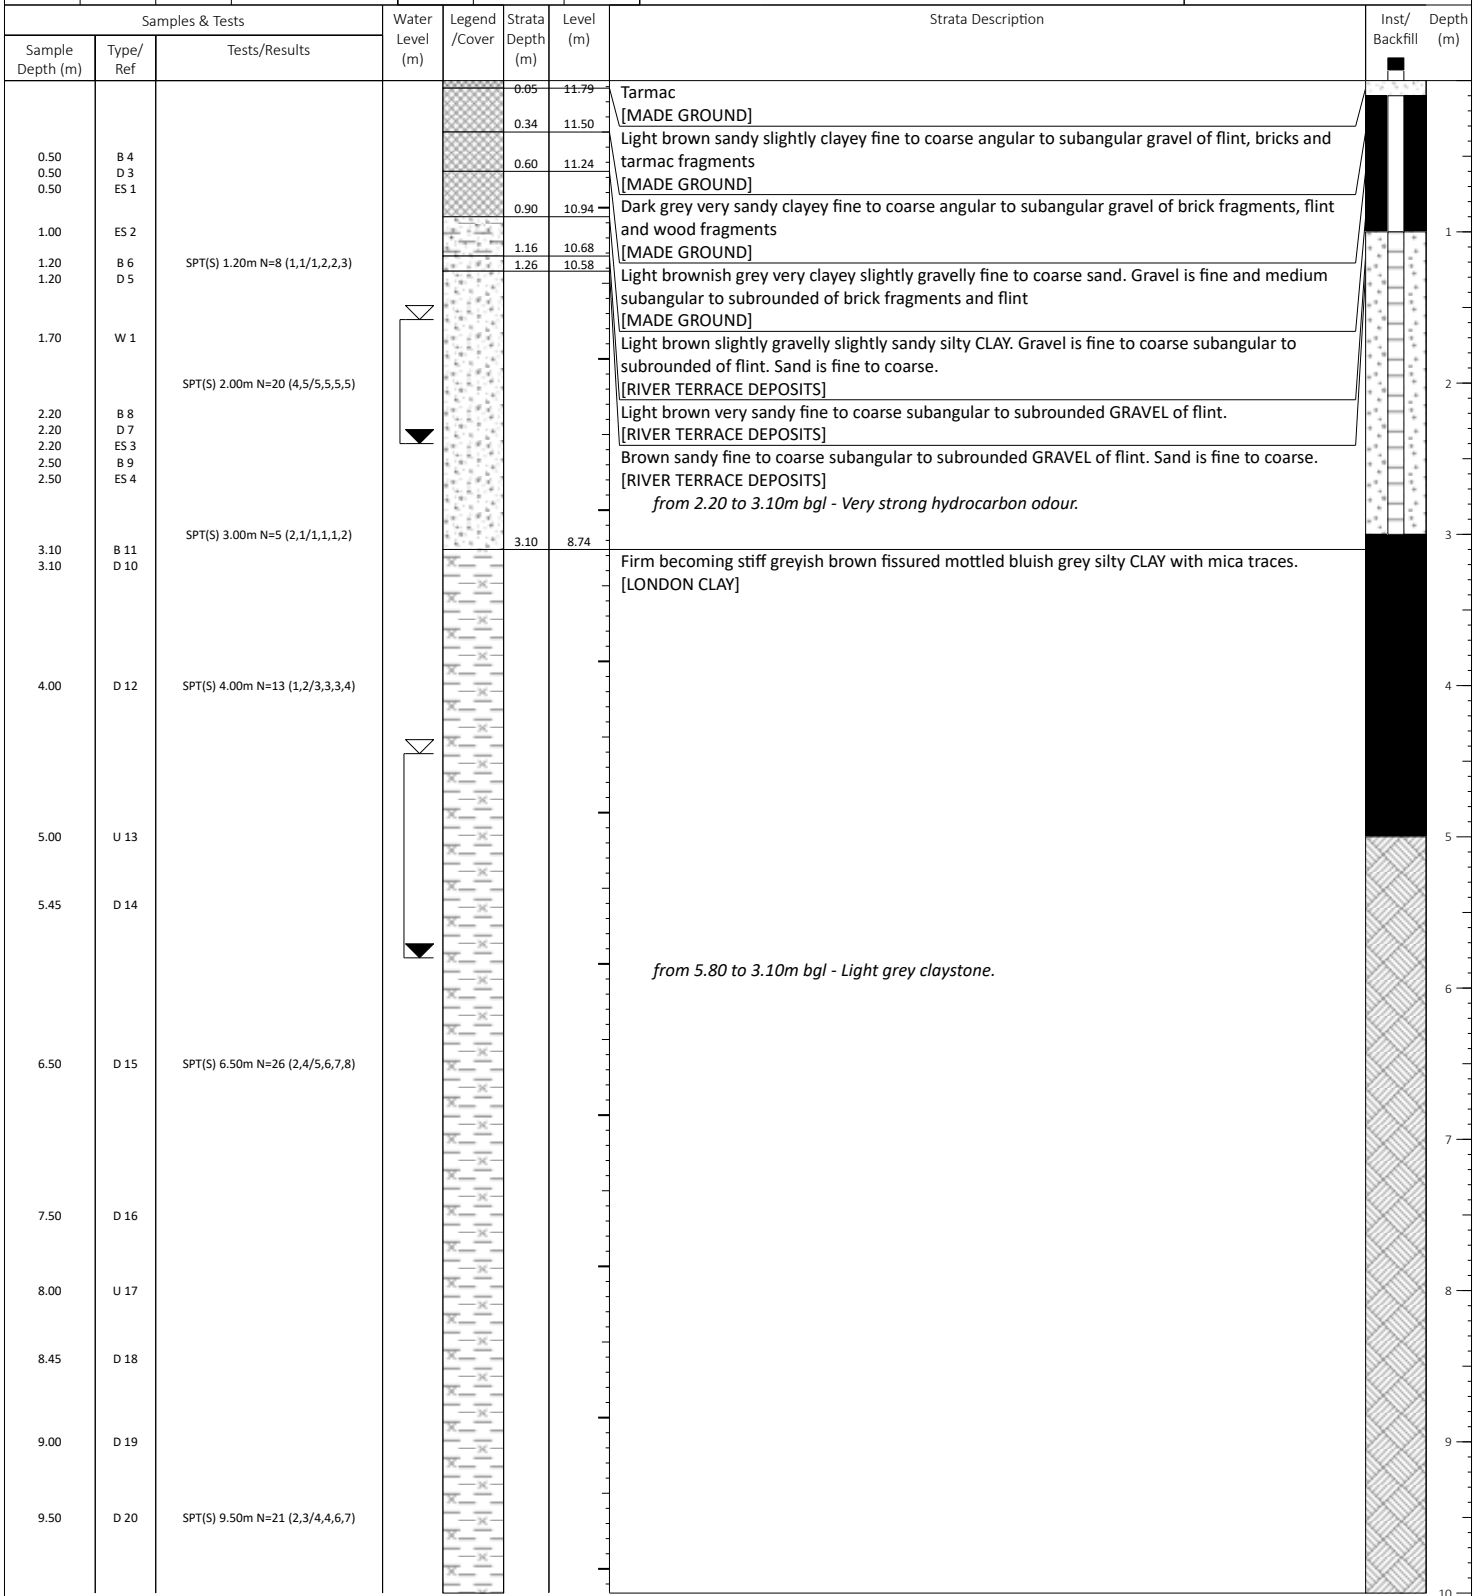 Samples & Tests
Water Level (m)
Legend /Cover
Strata Depth (m)
Level (m)
Strata Description
Inst/ Backfill
Depth (m)
Sample Depth (m)
Type/ Ref
Tests/Results
0.05 11.79 Tarmac
[MADE GROUND]
0.34 11.50
Light brown sandy slightly clayey fine to coarse angular to subangular gravel of flint, bricks and
0.50 B 4
0.60 11.24 tarmac fragments
0.50 D 3
0.50 ES 1
[MADE GROUND]
0.90 10.94 Dark grey very sandy clayey fine to coarse angular to subangular gravel of brick fragments, flint
1.00 ES 2
and wood fragments
1
1.16 10.68 [MADE GROUND]
1.20 B 6 SPT(S) 1.20m N=8 (1,1/1,2,2,3)
1.26 10.58
1.20 D 5
Light brownish grey very clayey slightly gravelly fine to coarse sand. Gravel is fine and medium
subangular to subrounded of brick fragments and flint
[MADE GROUND]
1.70 W 1
Light brown slightly gravelly slightly sandy silty CLAY. Gravel is fine to coarse subangular to
subrounded of flint. Sand is fine to coarse.
SPT(S) 2.00m N=20 (4,5/5,5,5,5)
[RIVER TERRACE DEPOSITS]
2
2.20 B 8
Light brown very sandy fine to coarse subangular to subrounded GRAVEL of flint.
2.20 D 7
[RIVER TERRACE DEPOSITS]
2.20 ES 3
2.50 B 9
Brown sandy fine to coarse subangular to subrounded GRAVEL of flint. Sand is fine to coarse.
2.50 ES 4
[RIVER TERRACE DEPOSITS]
from 2.20 to 3.10m bgl - Very strong hydrocarbon odour.
SPT(S) 3.00m N=5 (2,1/1,1,1,2)
3
3.10 8.74
3.10 B 11
3.10 D 10
Firm becoming stiff greyish brown fissured mottled bluish grey silty CLAY with mica traces.
[LONDON CLAY]
4.00 D 12 SPT(S) 4.00m N=13 (1,2/3,3,3,4)
4
5.00 U 13
5
5.45 D 14
from 5.80 to 3.10m bgl - Light grey claystone.
6
6.50 D 15 SPT(S) 6.50m N=26 (2,4/5,6,7,8)
7
7.50 D 16
8.00 U 17
8
8.45 D 18
9.00 D 19
9
9.50 D 20 SPT(S) 9.50m N=21 (2,3/4,4,6,7)
10